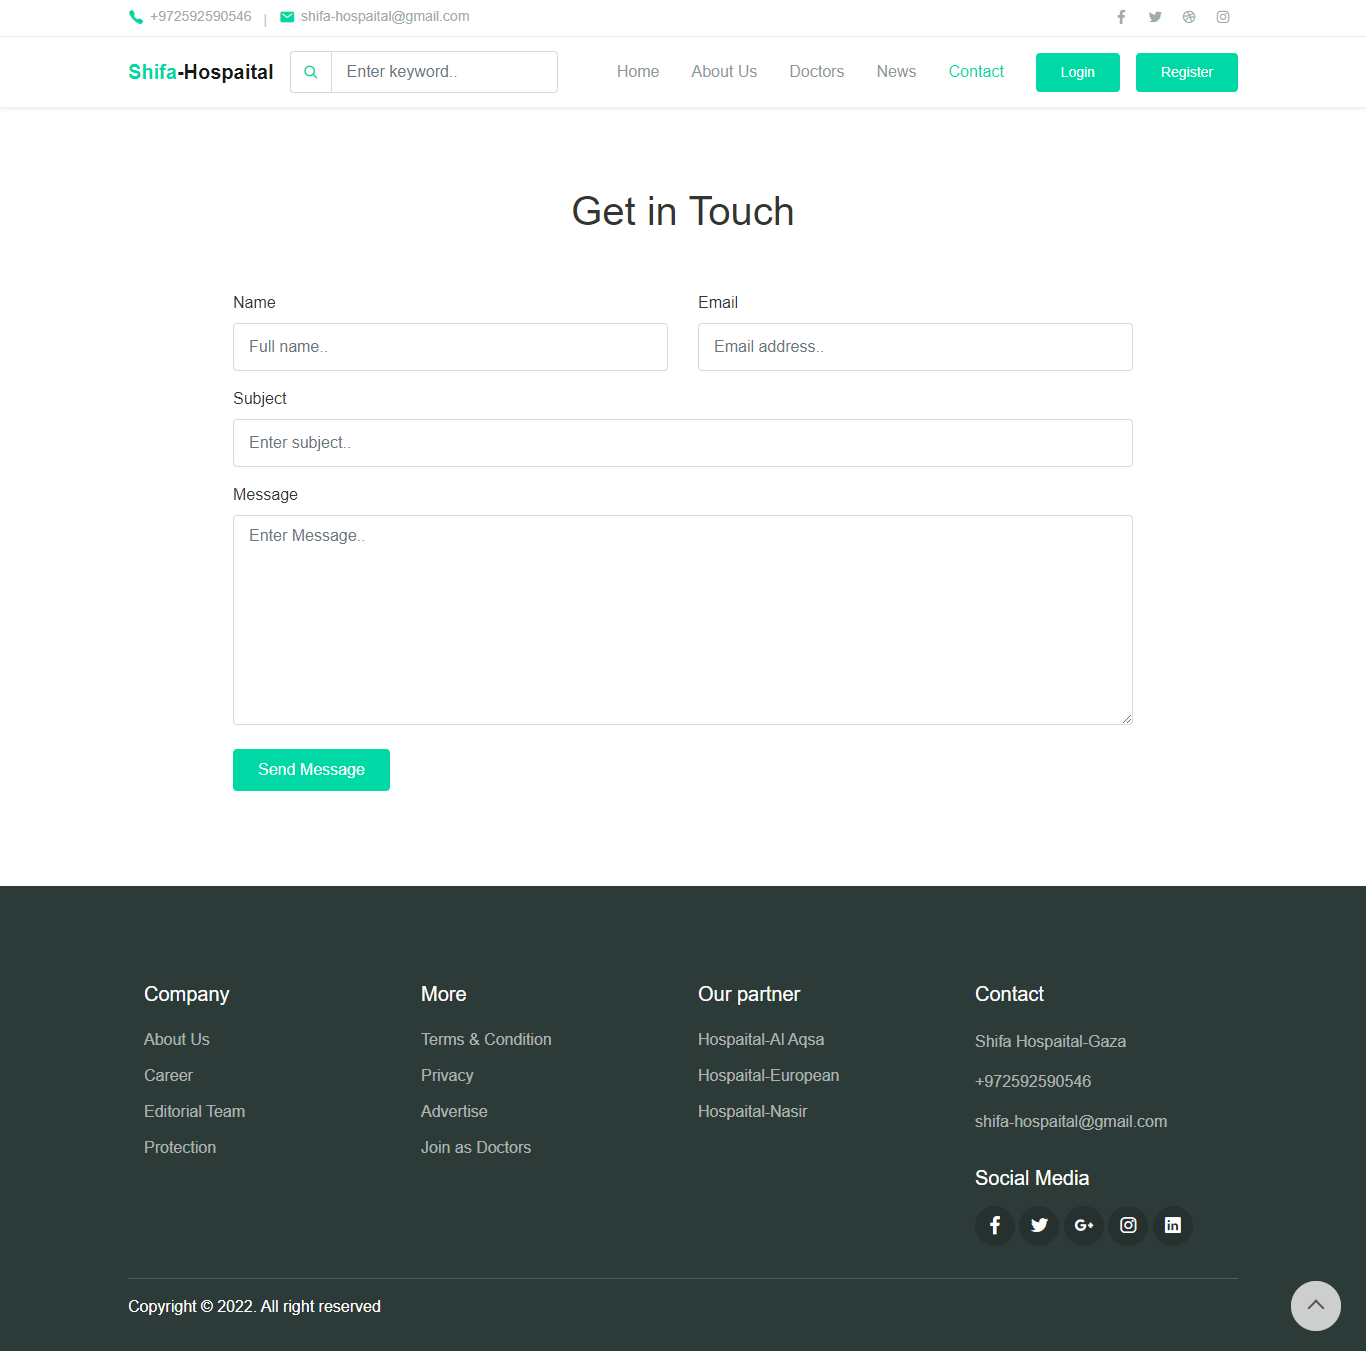 +972592590546 | shifa-hospaital@gmail.com
Shifa-Hospaital Enter keyword.. Home About Us Doctors News Contact Login Register
Get in Touch
Name Email
Full name.. Email address..
Subject
Enter subject..
Message
Enter Message..
Send Message
Company More Our partner Contact
About Us Terms & Condition Hospaital-Al Aqsa Shifa Hospaital-Gaza
Career Privacy Hospaital-European +972592590546
Editorial Team Advertise Hospaital-Nasir shifa-hospaital@gmail.com
Protection Join as Doctors
Social Media
Copyright © 2022. All right reserved